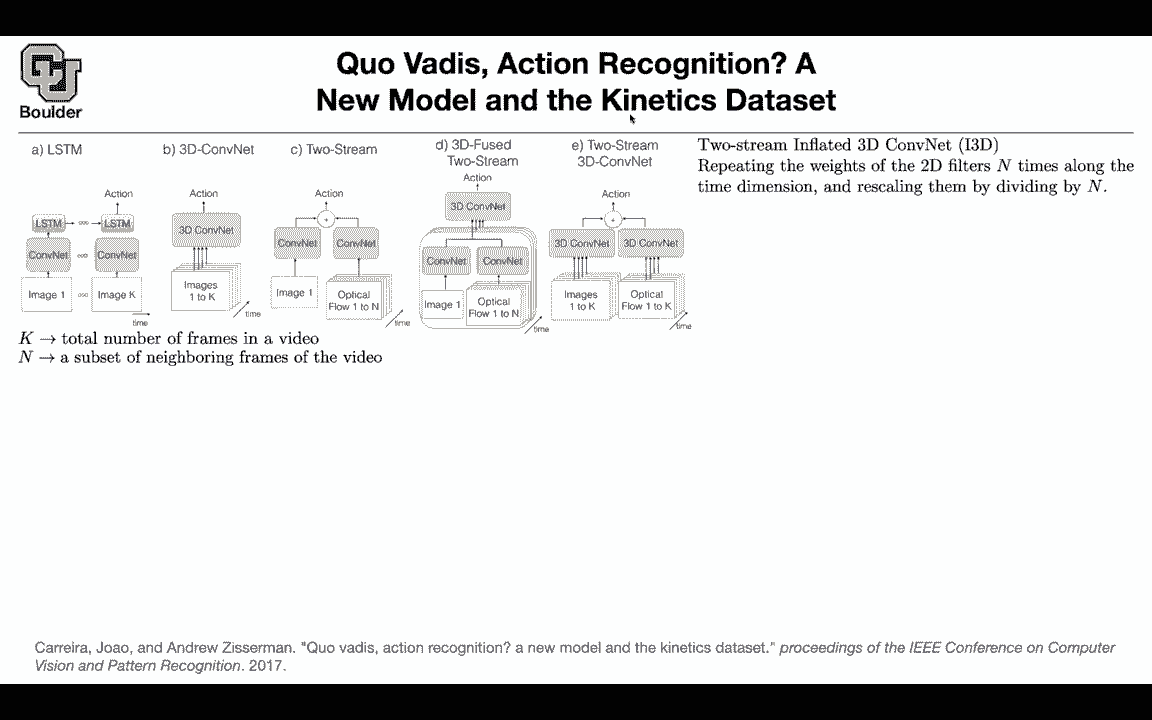 Boulder
Quo Vadis, Action Recognition? A
New Model and the Kinetics Dataset
a) LSTM
Action
LSTM
LSTM
ConvNet
ConvNet
Image 1
Image K
time
b) 3D-ConvNet
Action
3D ConvNet
Images
1 to K
time
c) Two-Stream
Action
+
ConvNet
ConvNet
Image 1
Optical
Flow 1 to N
time
d) 3D-Fused
Two-Stream
Action
3D ConvNet
ConvNet
ConvNet
Image 1
Optical
Flow 1 to N
time
e) Two-Stream
3D-ConvNet
Action
+
3D ConvNet
3D ConvNet
Images
1 to K
Optical
Flow 1 to K
time
Two-stream Inflated 3D ConvNet (I3D)
Repeating the weights of the 2D filters N times along the
time dimension, and rescaling them by dividing by N.
K → total number of frames in a video
N → a subset of neighboring frames of the video
Carreira, Joao, and Andrew Zisserman. "Quo vadis, action recognition? a new model and the kinetics dataset." proceedings of the IEEE Conference on Computer
Vision and Pattern Recognition. 2017.